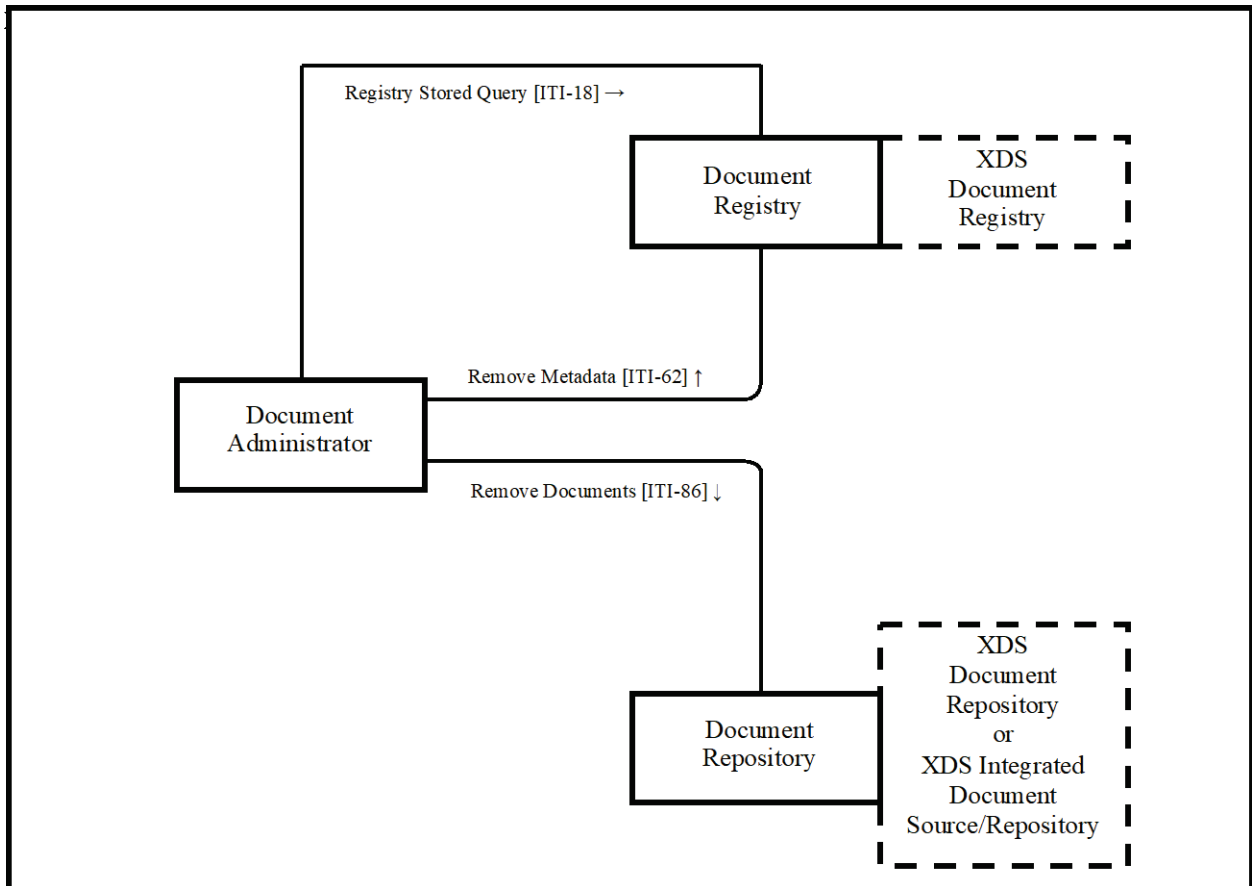 Registry Stored Query [ITI-18] →
Document
Registry
XDS
Document
Registry
Remove Metadata [ITI-62] ↑
Document
Administrator
Remove Documents [ITI-86] ↓
Document
Repository
XDS
Document
Repository
or
XDS Integrated
Document
Source/Repository